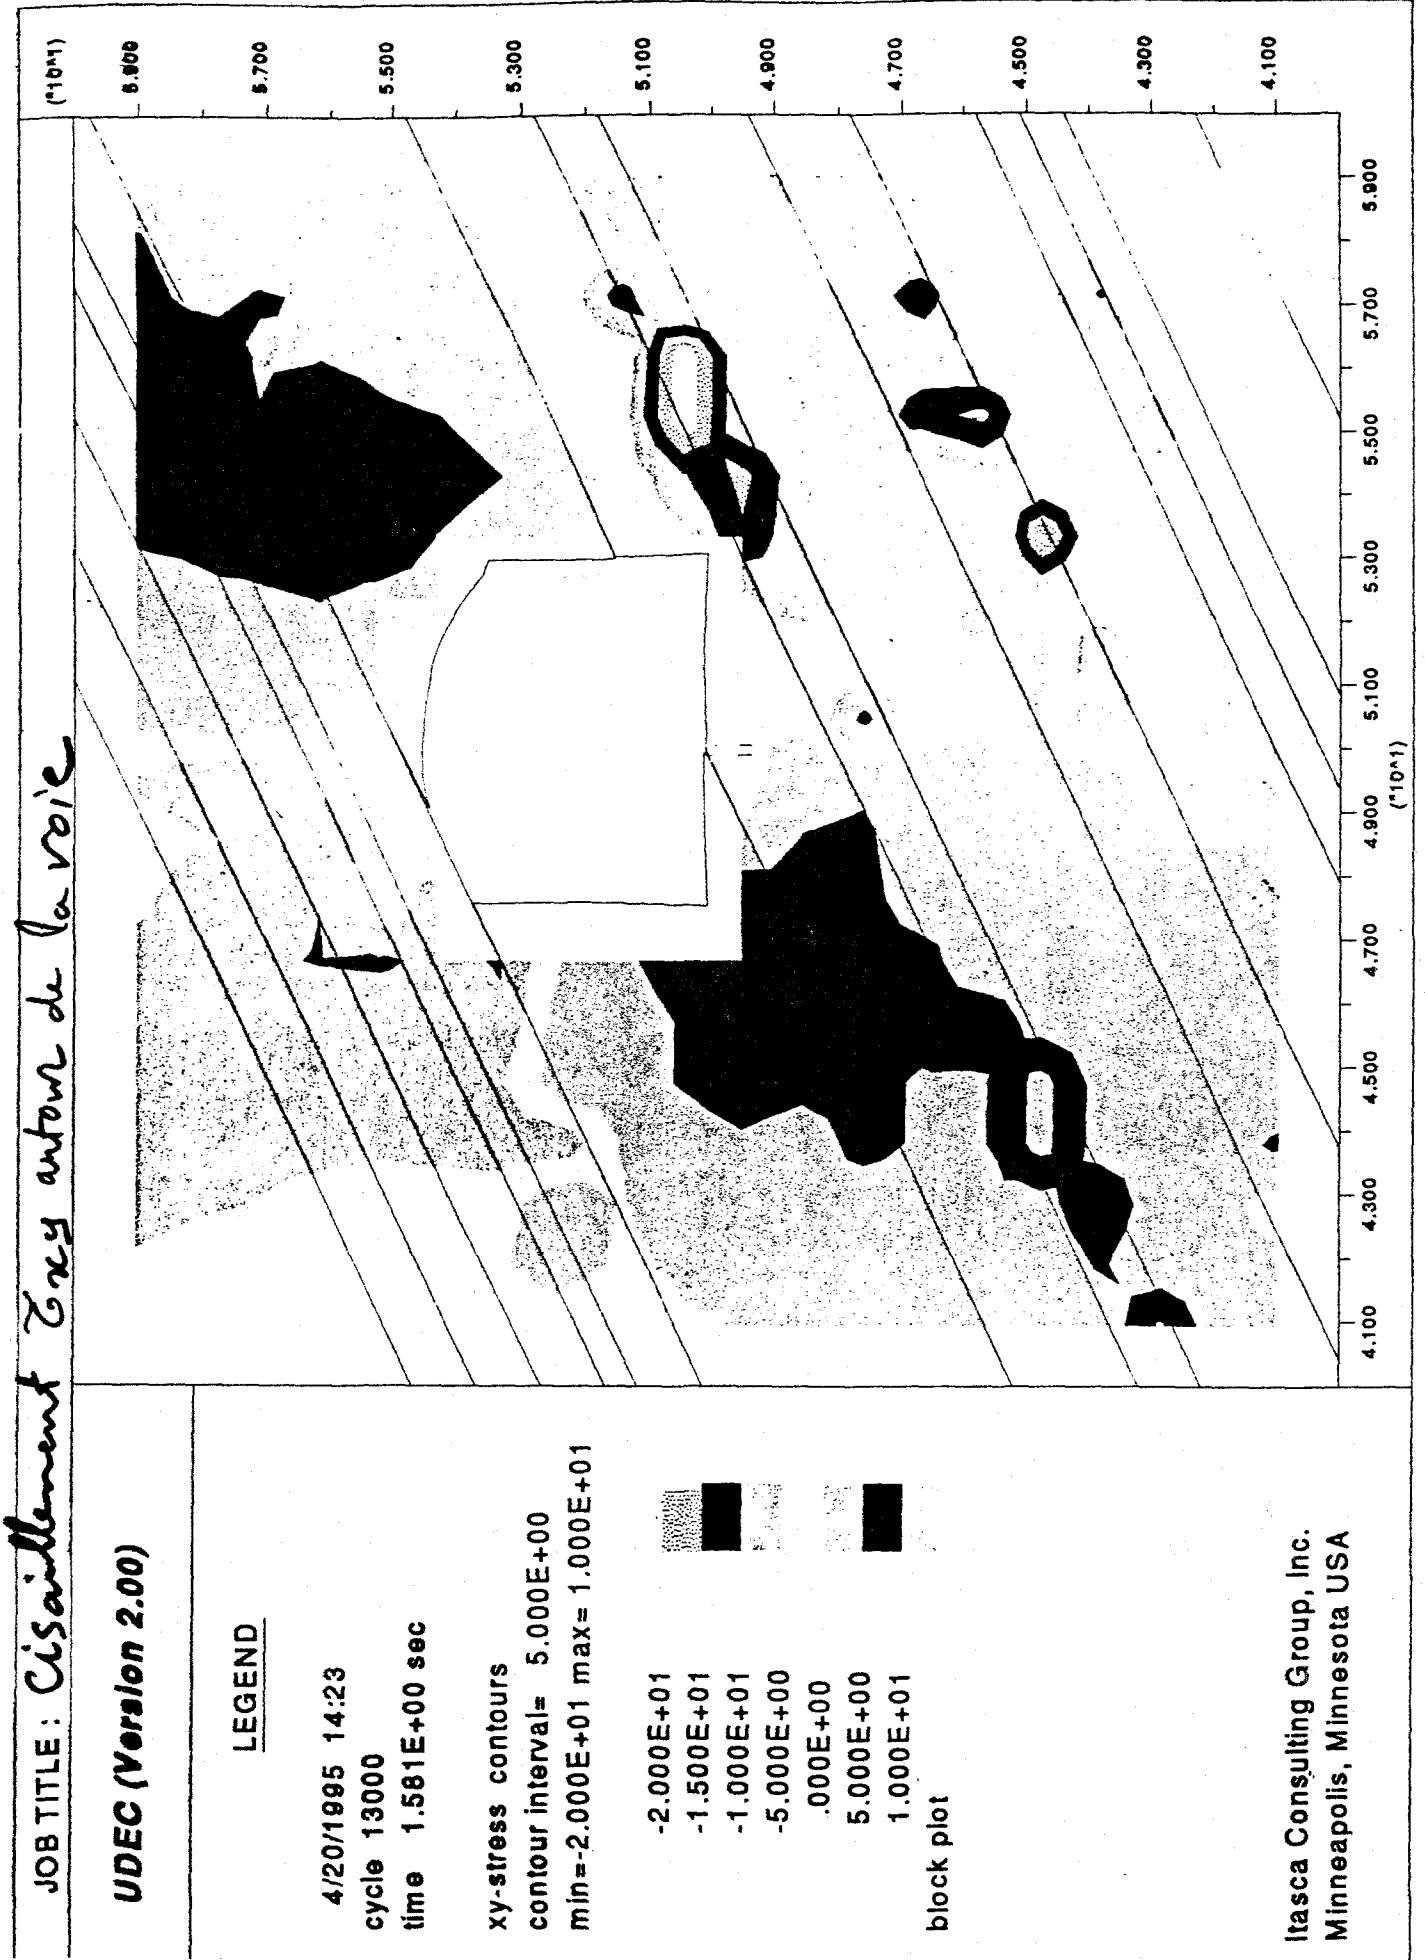 JOB TITLE : Cisaillement τxy autour de la voie
UDEC (Version 2.00)
LEGEND
4/20/1995 14:23
cycle 13000
time 1.581E+00 sec
xy-stress contours
contour interval= 5.000E+00
min=-2.000E+01 max= 1.000E+01
-2.000E+01
-1.500E+01
-1.000E+01
-5.000E+00
.000E+00
5.000E+00
1.000E+01
block plot
Itasca Consulting Group, Inc.
Minneapolis, Minnesota USA
(*10^1)
5.900
5.700
5.500
5.300
5.100
4.900
4.700
4.500
4.300
4.100
4.100
4.300
4.500
4.700
4.900
5.100
5.300
5.500
5.700
5.900
(*10^1)